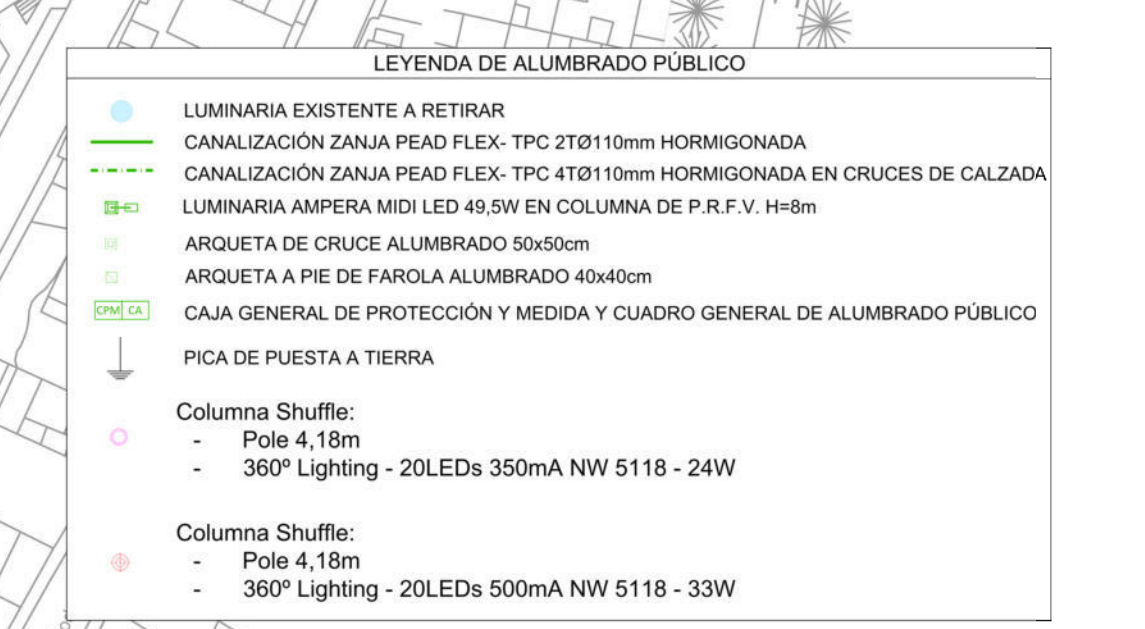 LEYENDA DE ALUMBRADO PÚBLICO
LUMINARIA EXISTENTE A RETIRAR
CANALIZACIÓN ZANJA PEAD FLEX- TPC 2TØ110mm HORMIGONADA
CANALIZACIÓN ZANJA PEAD FLEX- TPC 4TØ110mm HORMIGONADA EN CRUCES DE CALZADA
LUMINARIA AMPERA MIDI LED 49,5W EN COLUMNA DE P.R.F.V. H=8m
ARQUETA DE CRUCE ALUMBRADO 50x50cm
ARQUETA A PIE DE FAROLA ALUMBRADO 40x40cm
CPM CA CAJA GENERAL DE PROTECCIÓN Y MEDIDA Y CUADRO GENERAL DE ALUMBRADO PÚBLICO
PICA DE PUESTA A TIERRA
Columna Shuffle:
- Pole 4,18m
- 360º Lighting - 20LEDs 350mA NW 5118 - 24W
Columna Shuffle:
- Pole 4,18m
- 360º Lighting - 20LEDs 500mA NW 5118 - 33W